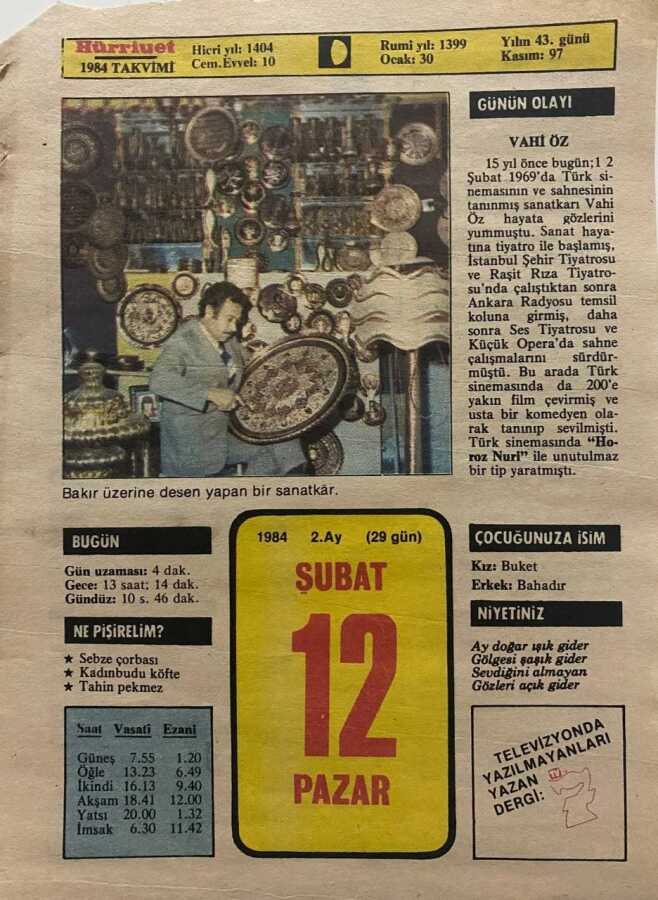 Hürriyet
1984 TAKVİMİ
Hicri yıl: 1404
Cem.Evvel: 10
Rumi yıl: 1399
Ocak: 30
Yılın 43. günü
Kasım: 97
GÜNÜN OLAYI
VAHİ ÖZ
15 yıl önce bugün;1 2
Şubat 1969'da Türk si-
nemasının ve sahnesinin
tanınmış sanatkarı Vahi
Öz hayata gözlerini
yummuştu. Sanat haya-
tına tiyatro ile başlamış,
İstanbul Şehir Tiyatrosu
ve Raşit Rıza Tiyatro-
su'nda çalıştıktan sonra
Ankara Radyosu temsil
koluna girmiş, daha
sonra Ses Tiyatrosu ve
Küçük Opera'da sahne
çalışmalarını sürdür-
müştü. Bu arada Türk
sinemasında da 200'e
yakın film çevirmiş ve
usta bir komedyen ola-
rak tanınıp sevilmişti.
Türk sinemasında "Ho-
roz Nuri" ile unutulmaz
bir tip yaratmıştı.
Bakır üzerine desen yapan bir sanatkâr.
BUGÜN
Gün uzaması: 4 dak.
Gece: 13 saat; 14 dak.
Gündüz: 10 s. 46 dak.
NE PİŞİRELİM?
★ Sebze çorbası
★ Kadınbudu köfte
★ Tahin pekmez
Saat Vasati Ezani
Güneş 7.55 1.20
Öğle 13.23 6.49
İkindi 16.13 9.40
Akşam 18.41 12.00
Yatsı 20.00 1.32
İmsak 6.30 11.42
1984 2.Ay (29 gün)
ŞUBAT
12
PAZAR
ÇOCUĞUNUZA İSİM
Kız: Buket
Erkek: Bahadır
NİYETİNİZ
Ay doğar ışık gider
Gölgesi şaşık gider
Sevdiğini almayan
Gözleri açık gider
TELEVİZYONDA
YAZILMAYANLARI
YAZAN
DERGİ:
TV